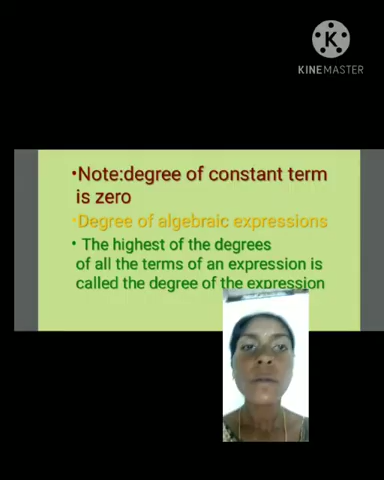 KINEMASTER
•Note:degree of constant term
is zero
•Degree of algebraic expressions
• The highest of the degrees
of all the terms of an expression is
called the degree of the expression